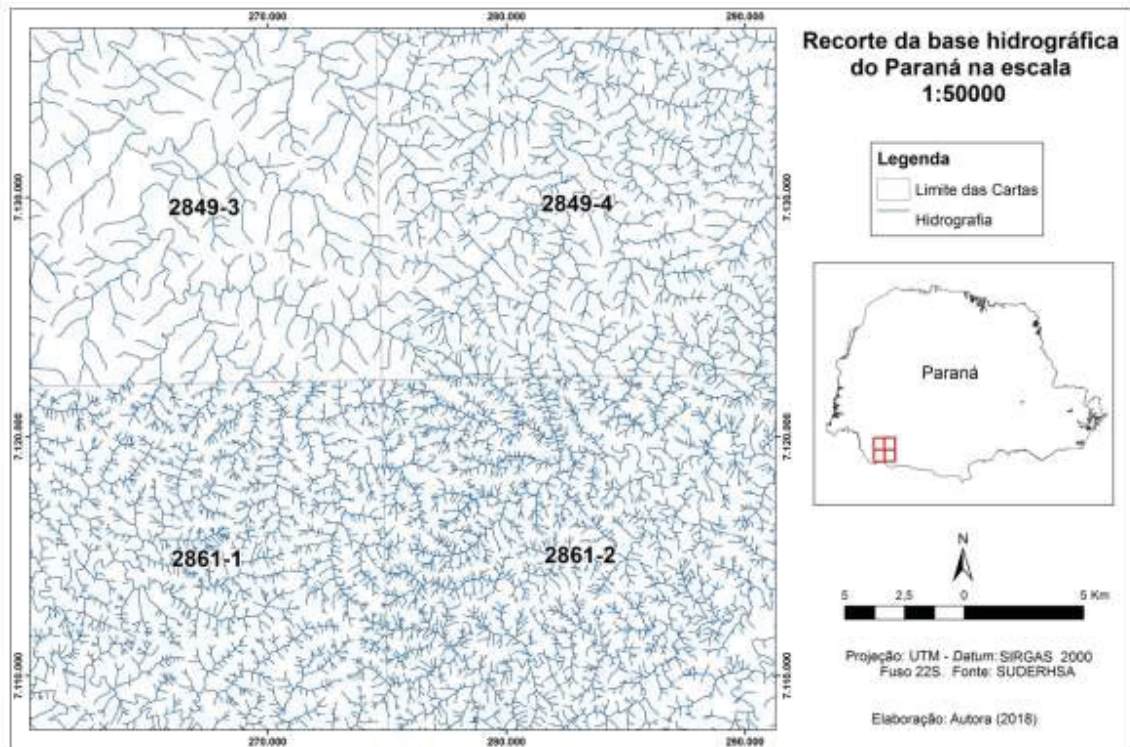 270.000
290.000
290.000
Recorte da base hidrográfica
do Paraná na escala
1:50000
Legenda
Limite das Cartas
Hidrografia
7.130.000
2849-3
2849-4
7.130.000
Paraná
7.120.000
7.120.000
2861-1
2861-2
N
5
2,5
0
5 Km
7.110.000
7.110.000
Projeção: UTM - Datum: SIRGAS 2000
Fuso 22S. Fonte: SUDERHSA
Elaboração: Autora (2018)
270.000
290.000
290.000